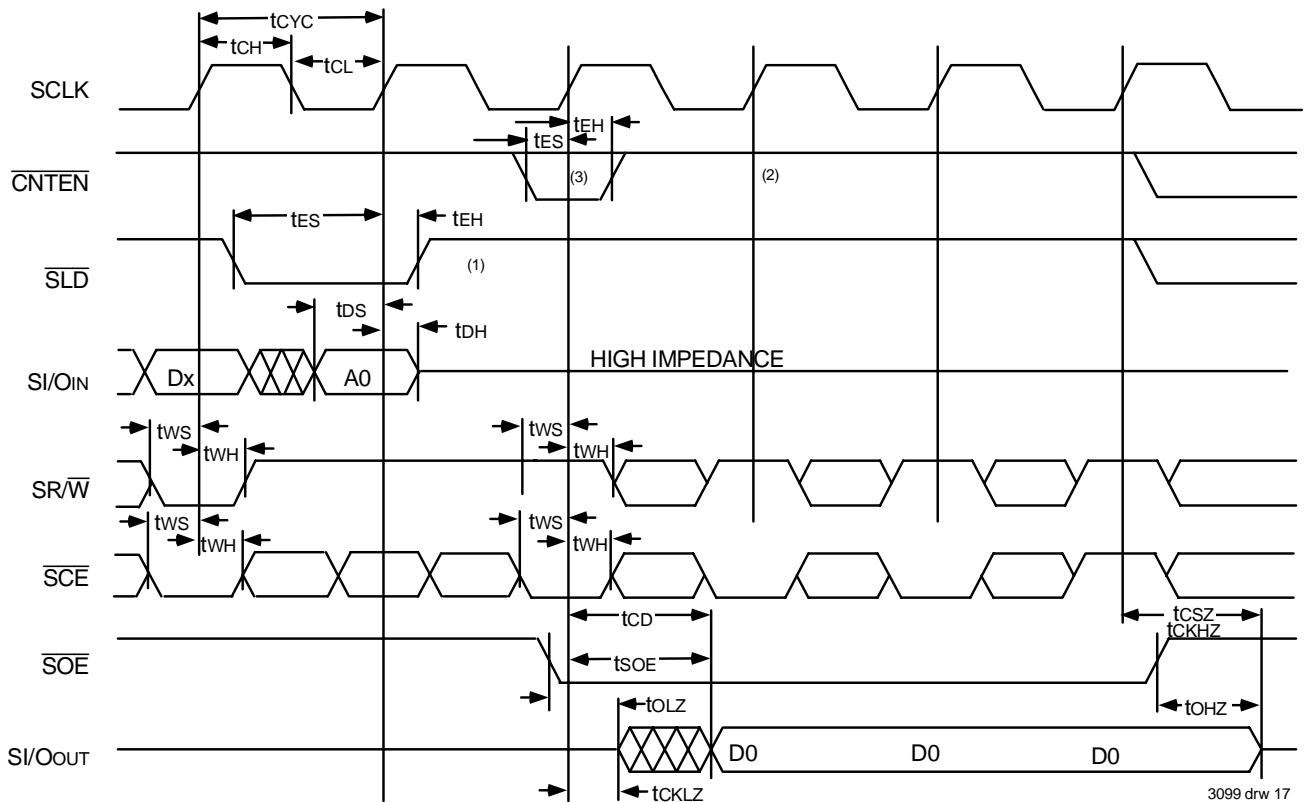 tCYC
tCH
tCL
SCLK
tEH
tES
CNTEN
(3)
(2)
tES
tEH
SLD
(1)
tDS
tDH
HIGH IMPEDANCE
SI/OIN
Dx
A0
tWS
tWS
tWH
tWH
SR/W
tWS
tWS
tWH
tWH
SCE
tCD
tCSZ
tCKHZ
SOE
tSOE
tOLZ
tOHZ
SI/OOUT
D0
D0
D0
tCKLZ
3099 drw 17